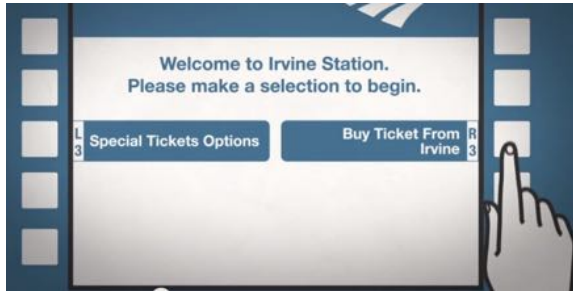 Welcome to Irvine Station.
Please make a selection to begin.
L
3
Special Tickets Options
Buy Ticket From
Irvine
R
3